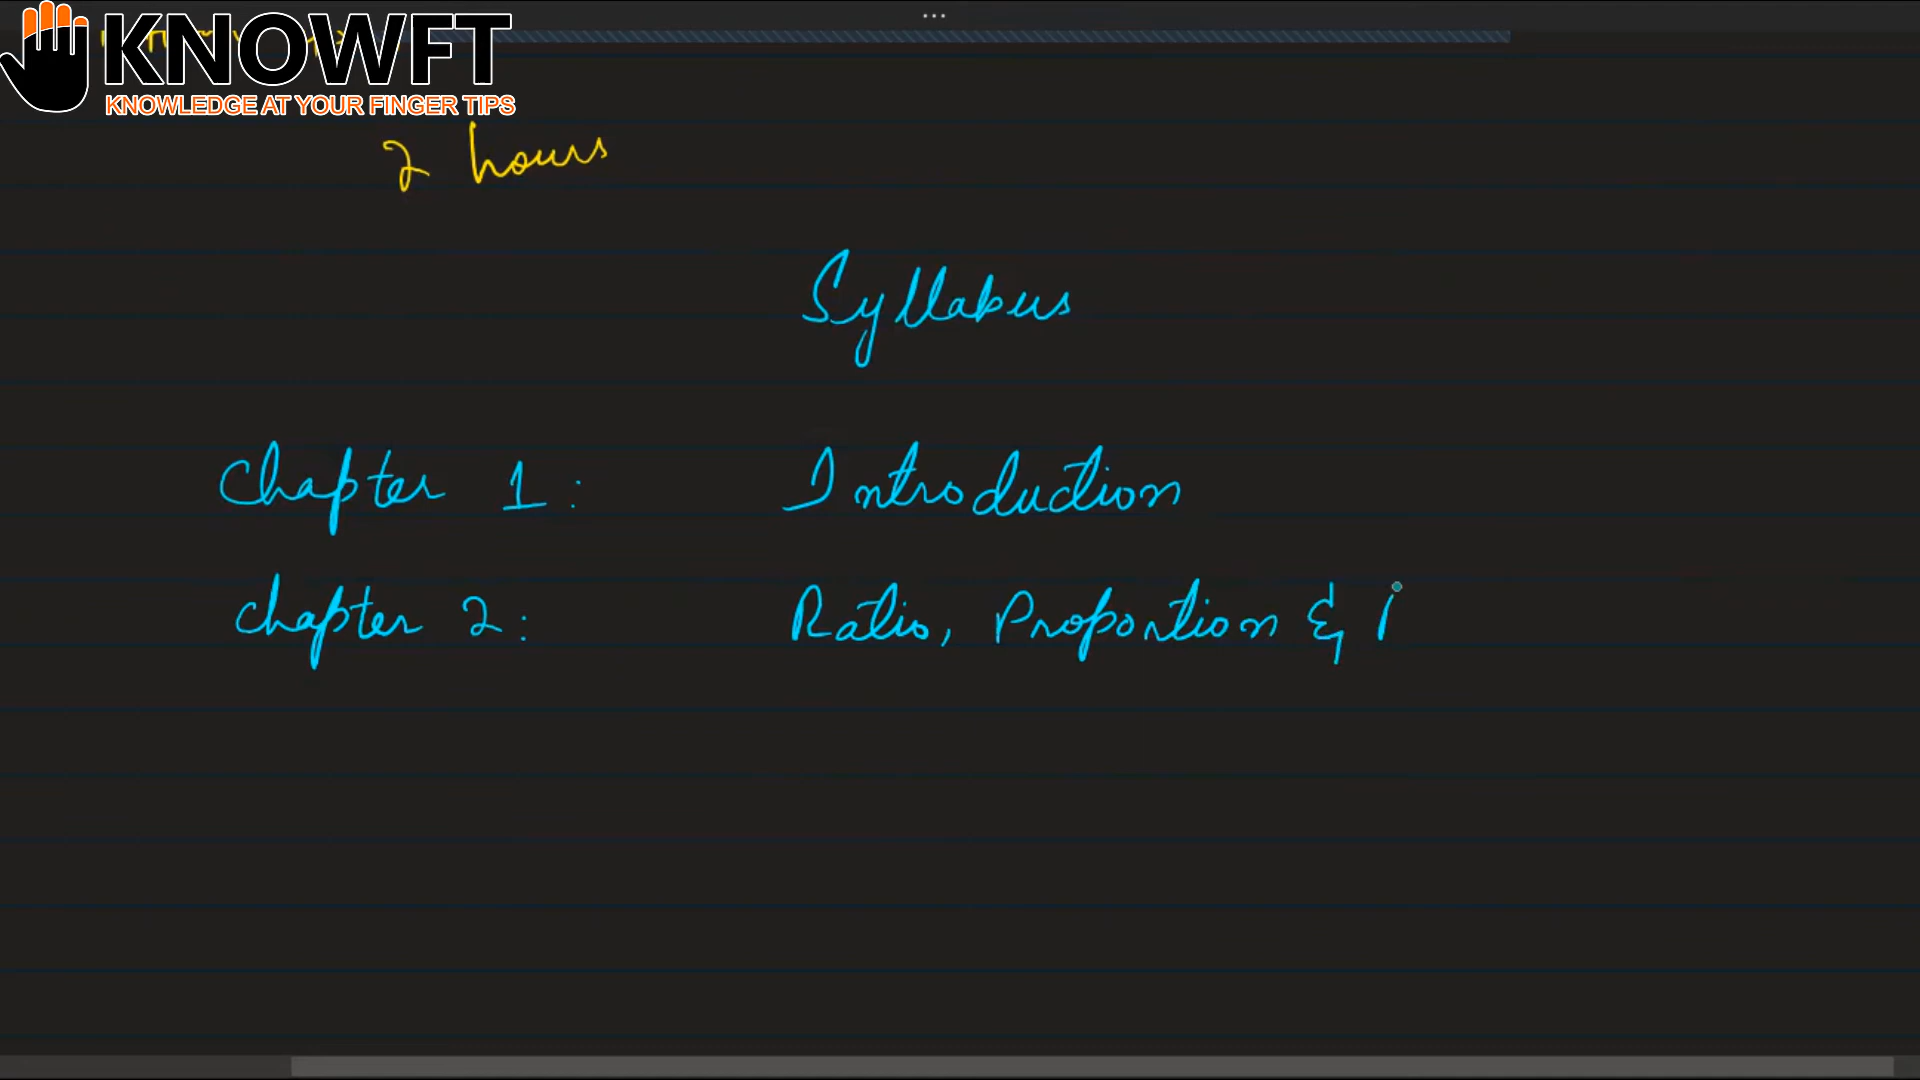 KNOWFT
KNOWLEDGE AT YOUR FINGER TIPS
2 hours
Syllabus
Chapter 1: Introduction
Chapter 2: Ratio, Proportion &